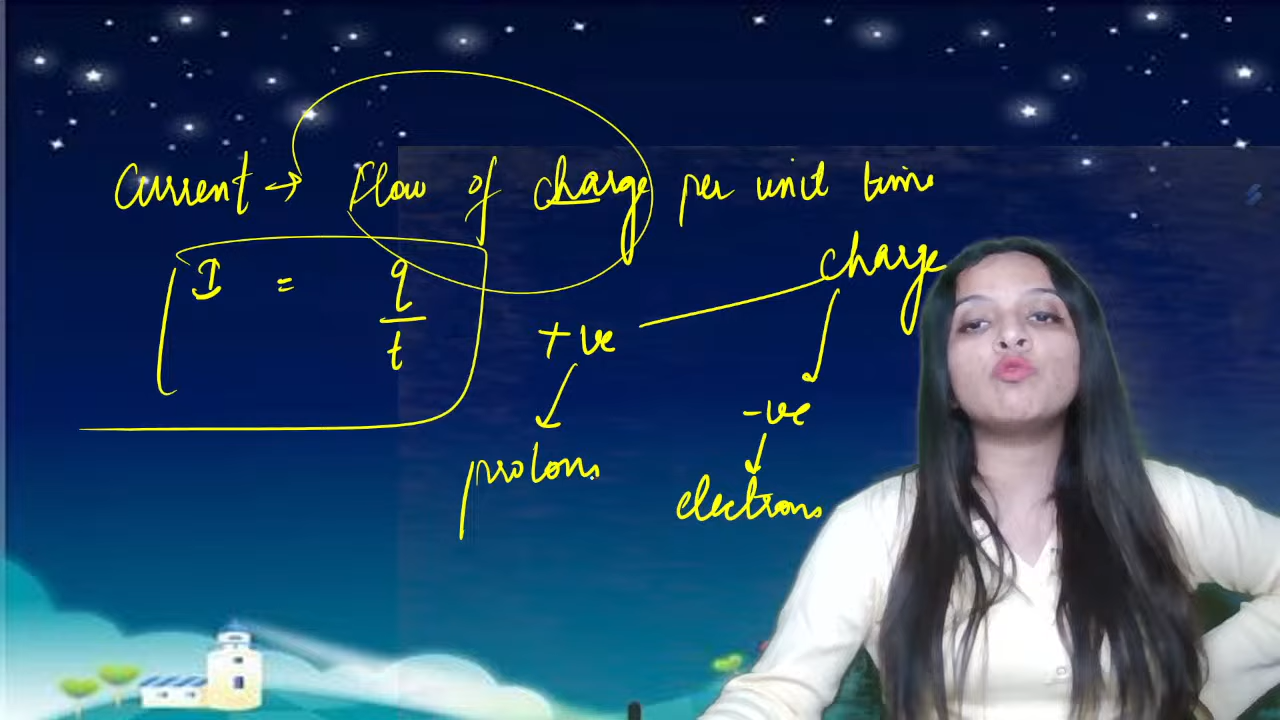 Current → Flow of charge per unit time
I = q/t
charge
+ve
-ve
protons
electrons